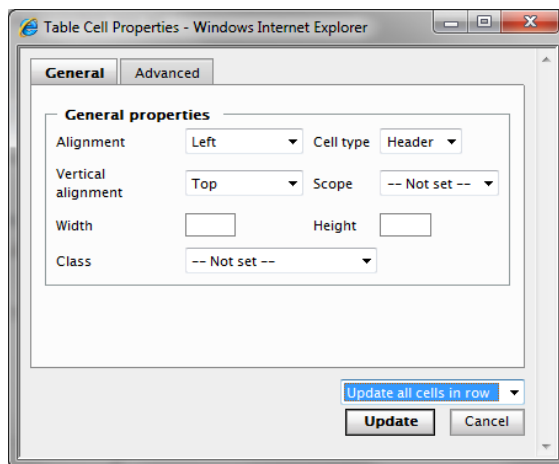 Table Cell Properties - Windows Internet Explorer
General Advanced
General properties
Alignment Left Cell type Header
Vertical alignment Top Scope -- Not set --
Width Height
Class -- Not set --
Update all cells in row
Update Cancel